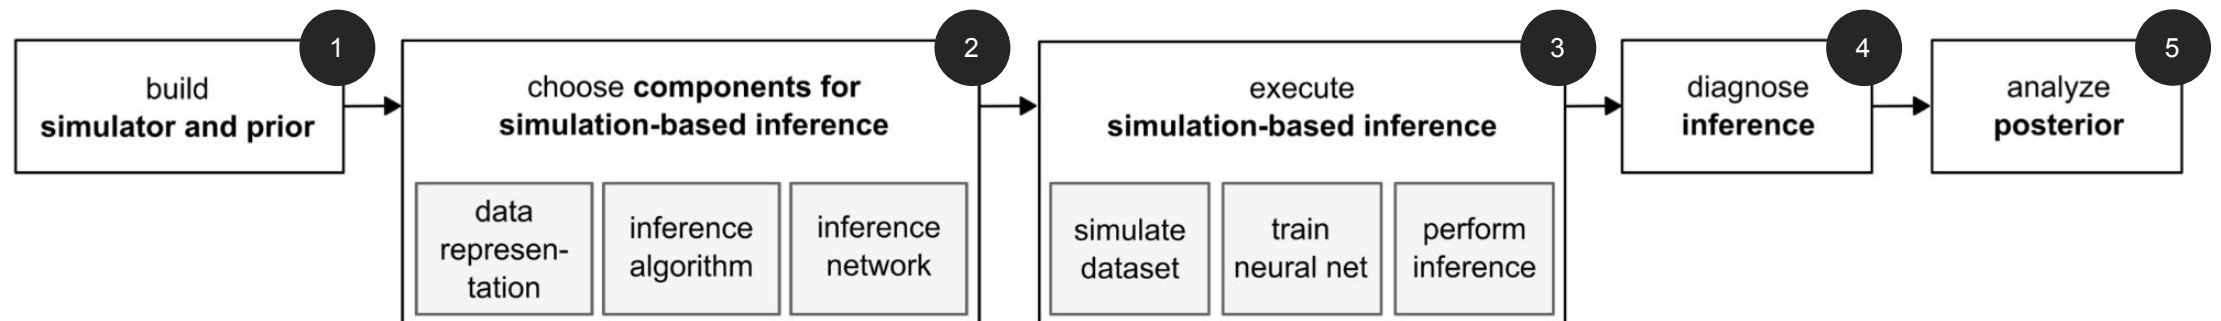 1
build
simulator and prior
2
choose components for
simulation-based inference
data
represen-
tation
inference
algorithm
inference
network
3
execute
simulation-based inference
simulate
dataset
train
neural net
perform
inference
4
diagnose
inference
5
analyze
posterior